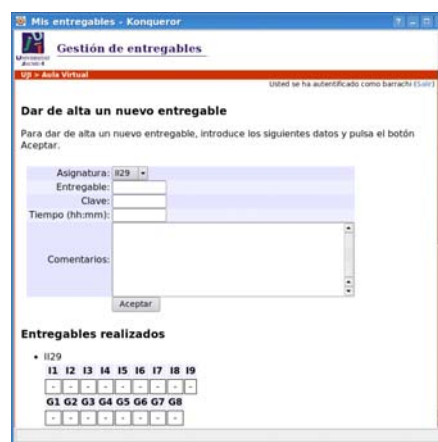 Mis entregables - Konqueror
Gestión de entregables
UNIVERSITAT
JAUME·I
UJI > Aula Virtual
Usted se ha autentificado como barrachi (Salir)
Dar de alta un nuevo entregable
Para dar de alta un nuevo entregable, introduce los siguientes datos y pulsa el botón
Aceptar.
Asignatura: II29
Entregable:
Clave:
Tiempo (hh:mm):
Comentarios:
Aceptar
Entregables realizados
• II29
I1 I2 I3 I4 I5 I6 I7 I8 I9
- - - - - - - - -
G1 G2 G3 G4 G5 G6 G7 G8
- - - - - - - -